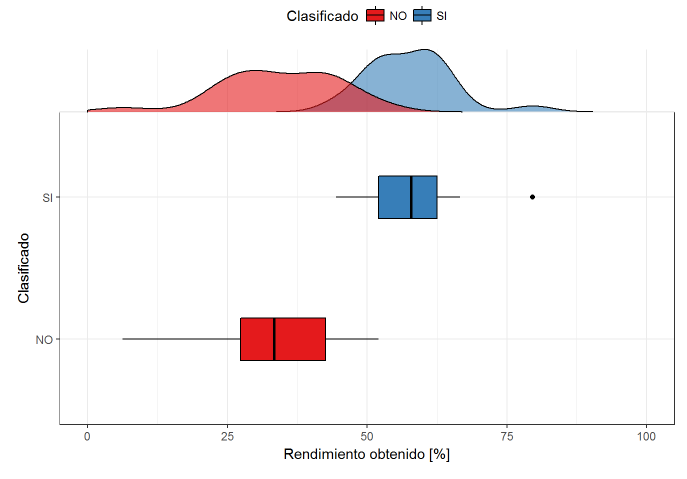 Clasificado NO SI
SI
NO
Clasificado
0 25 50 75 100
Rendimiento obtenido [%]